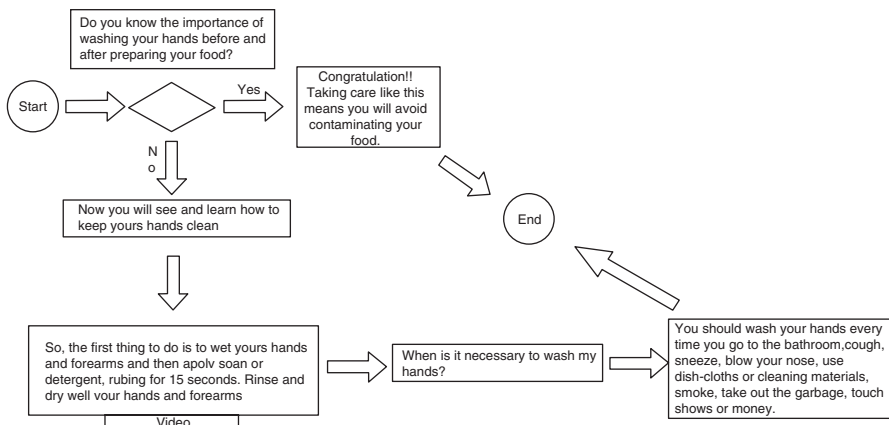 Do you know the importance of
washing your hands before and
after preparing your food?
Start
Yes
Congratulation!!
Taking care like this
means you will avoid
contaminating your
food.
N
o
Now you will see and learn how to
keep yours hands clean
End
So, the first thing to do is to wet yours hands
and forearms and then apolv soan or
detergent, rubing for 15 seconds. Rinse and
dry well vour hands and forearms
Video
When is it necessary to wash my
hands?
You should wash your hands every
time you go to the bathroom,cough,
sneeze, blow your nose, use
dish-cloths or cleaning materials,
smoke, take out the garbage, touch
shows or money.